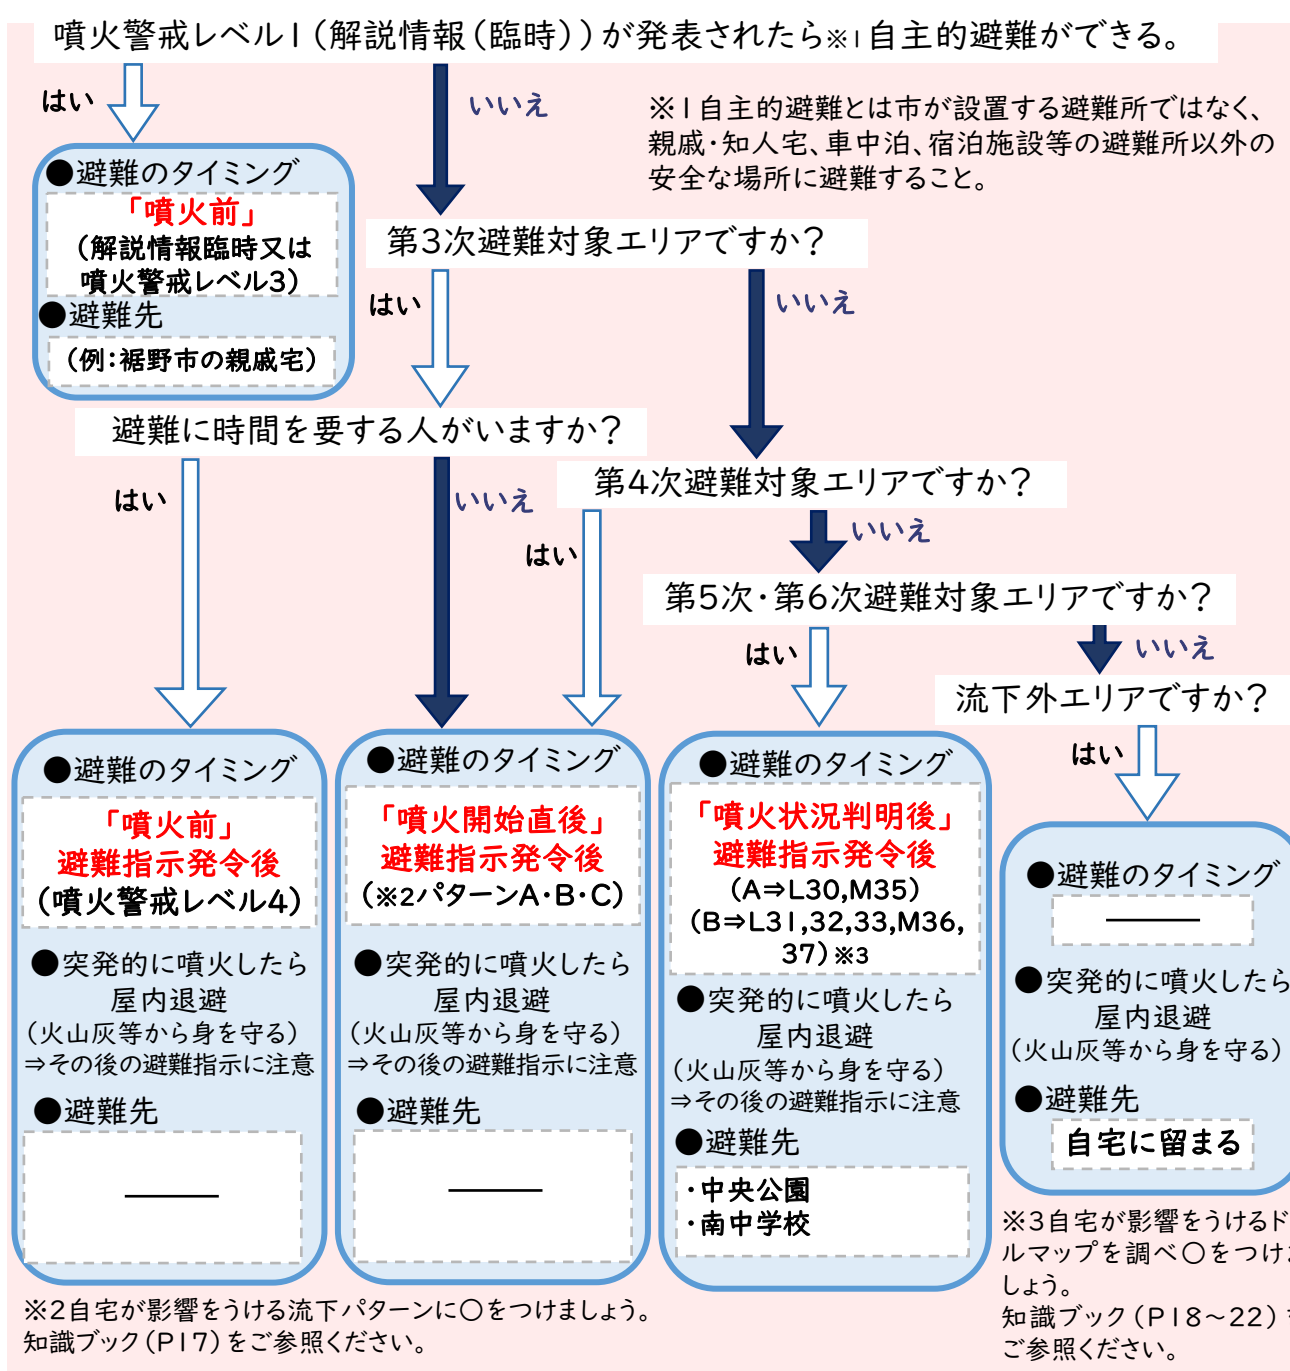 噴火警戒レベル1（解説情報（臨時））が発表されたら※1自主的避難ができる。
はい
いいえ
※1自主的避難とは市が設置する避難所ではなく、
親戚・知人宅、車中泊、宿泊施設等の避難所以外の
安全な場所に避難すること。
●避難のタイミング
「噴火前」
（解説情報臨時又は
噴火警戒レベル3）
●避難先
（例：裾野市の親戚宅）
第3次避難対象エリアですか？
はい
いいえ
避難に時間を要する人がいますか？
はい
いいえ
第4次避難対象エリアですか？
はい
いいえ
第5次・第6次避難対象エリアですか？
はい
いいえ
流下外エリアですか？
はい
●避難のタイミング
「噴火前」
避難指示発令後
（噴火警戒レベル4）
●突発的に噴火したら
屋内退避
（火山灰等から身を守る）
⇒その後の避難指示に注意
●避難先
―
●避難のタイミング
「噴火開始直後」
避難指示発令後
（※2パターンA・B・C）
●突発的に噴火したら
屋内退避
（火山灰等から身を守る）
⇒その後の避難指示に注意
●避難先
―
●避難のタイミング
「噴火状況判明後」
避難指示発令後
（A⇒L30,M35）
（B⇒L31,32,33,M36,
37）※3
●突発的に噴火したら
屋内退避
（火山灰等から身を守る）
⇒その後の避難指示に注意
●避難先
・中央公園
・南中学校
●避難のタイミング
―
●突発的に噴火したら
屋内退避
（火山灰等から身を守る）
●避難先
自宅に留まる
※2自宅が影響をうける流下パターンに○をつけましょう。
知識ブック（P17）をご参照ください。
※3自宅が影響をうけるド
ルマップを調べ○をつけ
しょう。
知識ブック（P18～22）
ご参照ください。